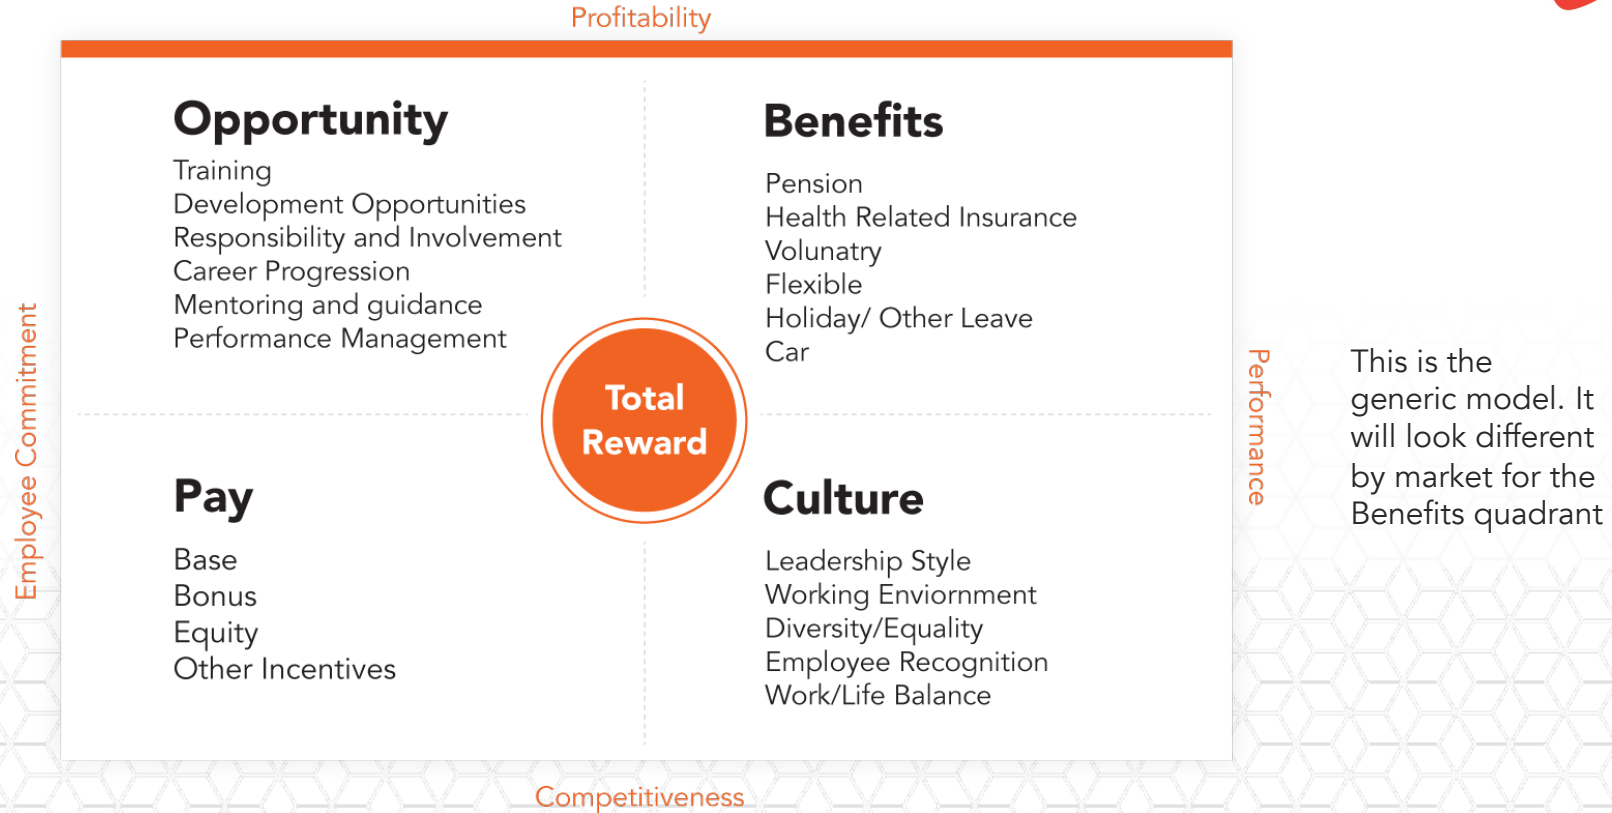 Profitability
Opportunity
Training
Development Opportunities
Responsibility and Involvement
Career Progression
Mentoring and guidance
Performance Management
Benefits
Pension
Health Related Insurance
Volunatry
Flexible
Holiday/ Other Leave
Car
Employee Commitment
Total
Reward
Performance
This is the
generic model. It
will look different
by market for the
Benefits quadrant
Pay
Base
Bonus
Equity
Other Incentives
Culture
Leadership Style
Working Enviornment
Diversity/Equality
Employee Recognition
Work/Life Balance
Competitiveness